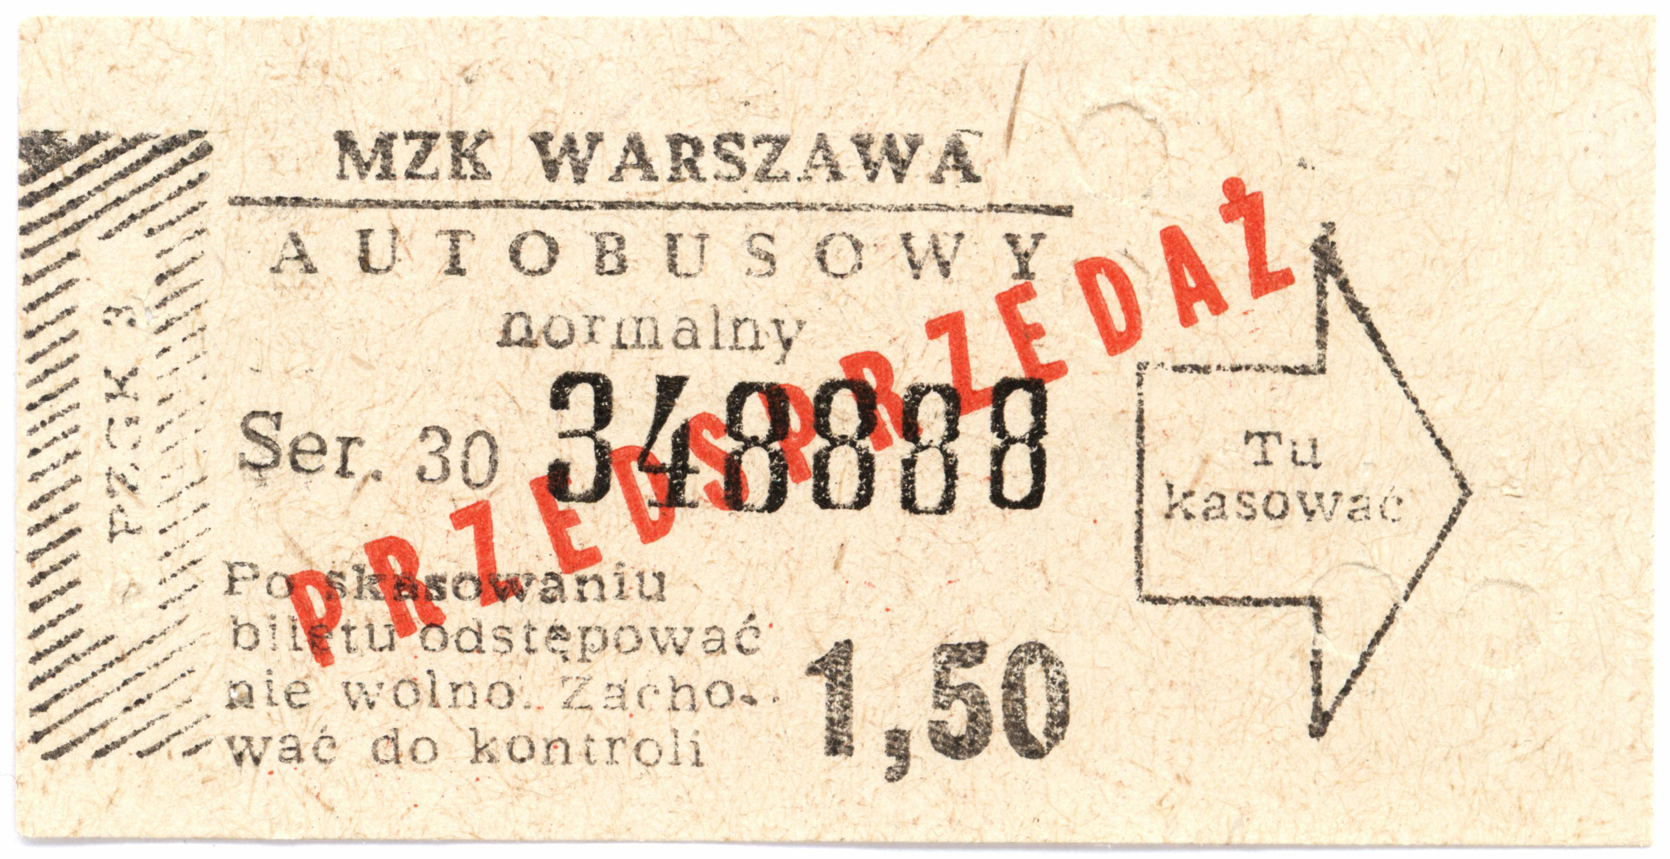 MZK WARSZAWA
AUTOBUSOWY
normalny
Ser. 30 348888
PRZEDSPRZEDAŻ
Po skasowaniu
biletu odstępować
nie wolno. Zacho-
wać do kontroli
1,50
Tu
kasować
PZGK 3